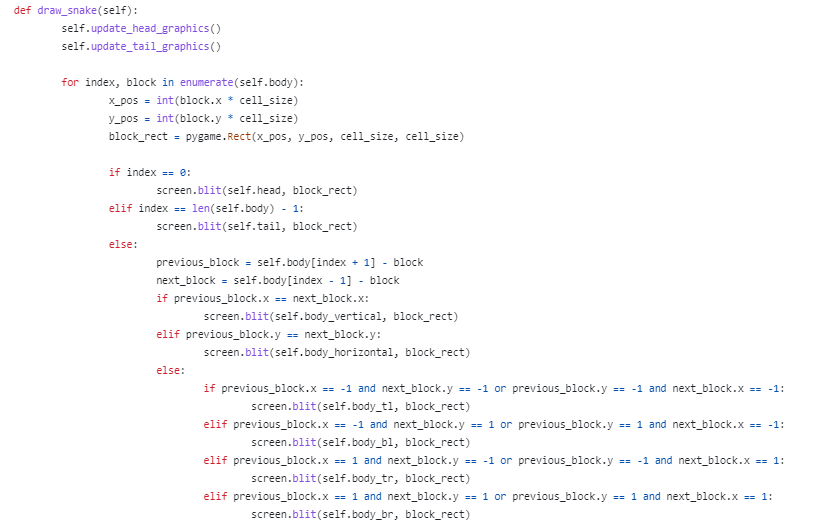 def draw_snake(self):
self.update_head_graphics()
self.update_tail_graphics()
for index, block in enumerate(self.body):
x_pos = int(block.x * cell_size)
y_pos = int(block.y * cell_size)
block_rect = pygame.Rect(x_pos, y_pos, cell_size, cell_size)
if index == 0:
screen.blit(self.head, block_rect)
elif index == len(self.body) - 1:
screen.blit(self.tail, block_rect)
else:
previous_block = self.body[index + 1] - block
next_block = self.body[index - 1] - block
if previous_block.x == next_block.x:
screen.blit(self.body_vertical, block_rect)
elif previous_block.y == next_block.y:
screen.blit(self.body_horizontal, block_rect)
else:
if previous_block.x == -1 and next_block.y == -1 or previous_block.y == -1 and next_block.x == -1:
screen.blit(self.body_tl, block_rect)
elif previous_block.x == -1 and next_block.y == 1 or previous_block.y == 1 and next_block.x == -1:
screen.blit(self.body_bl, block_rect)
elif previous_block.x == 1 and next_block.y == -1 or previous_block.y == -1 and next_block.x == 1:
screen.blit(self.body_tr, block_rect)
elif previous_block.x == 1 and next_block.y == 1 or previous_block.y == 1 and next_block.x == 1:
screen.blit(self.body_br, block_rect)